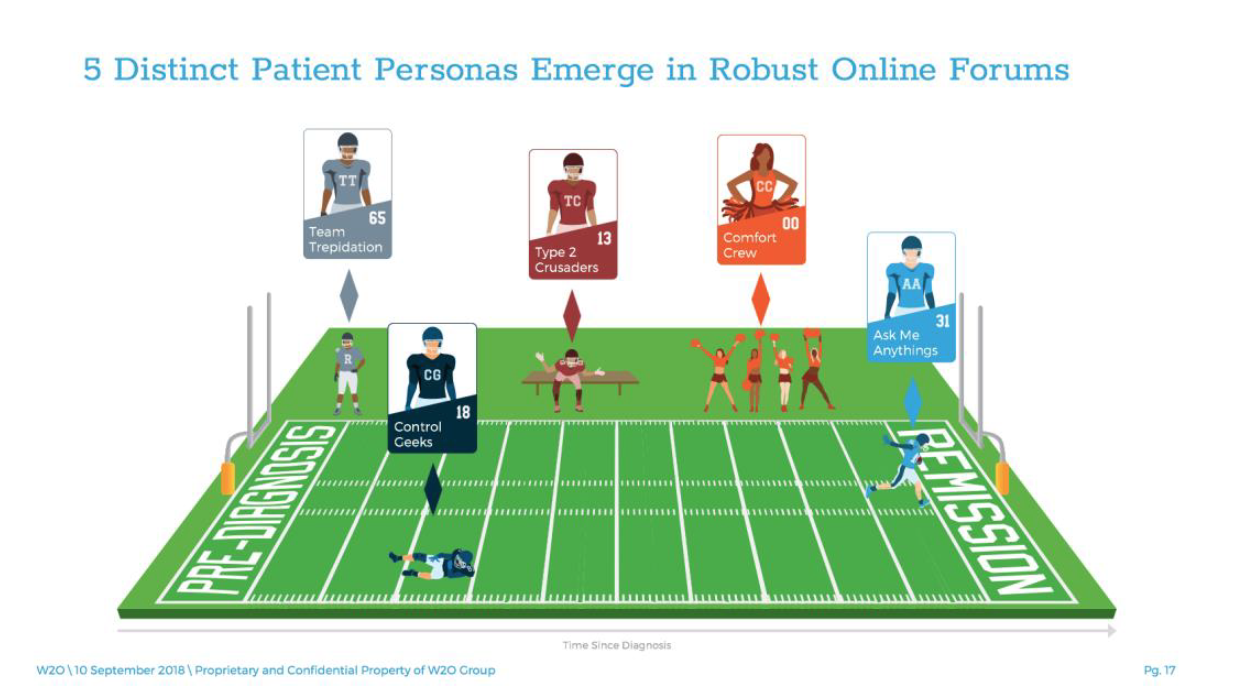 5 Distinct Patient Personas Emerge in Robust Online Forums
TT
65
Team
Trepidation
TC
13
Type 2
Crusaders
CC
00
Comfort
Crew
AA
31
Ask Me
Anythings
R
CG
18
Control
Geeks
PRE-DIAGNOSIS
REMISSION
Time Since Diagnosis
W2O \ 10 September 2018 \ Proprietary and Confidential Property of W2O Group
Pg. 17